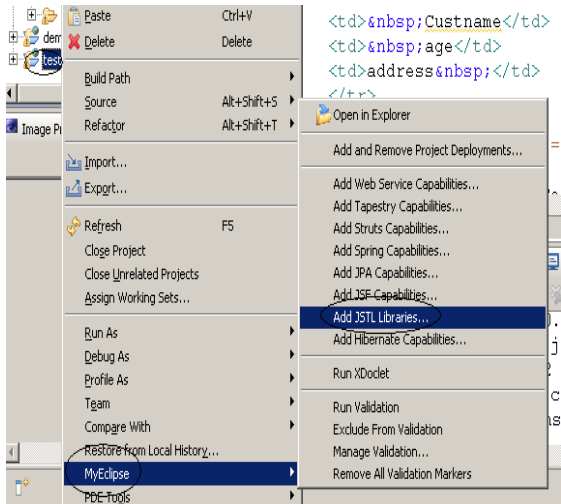 dem
test
Image Pr
Paste Ctrl+V
Delete Delete
Build Path
Source Alt+Shift+S
Refactor Alt+Shift+T
Import...
Export...
Refresh F5
Close Project
Close Unrelated Projects
Assign Working Sets...
Run As
Debug As
Profile As
Team
Compare With
Restore from Local History...
MyEclipse
PDE Tools
<td>&nbsp;Custname</td>
<td>&nbsp;age</td>
<td>address&nbsp;</td>
</tr>
Open in Explorer
Add and Remove Project Deployments...
Add Web Service Capabilities...
Add Tapestry Capabilities...
Add Struts Capabilities...
Add Spring Capabilities...
Add JPA Capabilities...
Add JSF Capabilities...
Add JSTL Libraries...
Add Hibernate Capabilities...
Run XDoclet
Run Validation
Exclude From Validation
Manage Validation...
Remove All Validation Markers